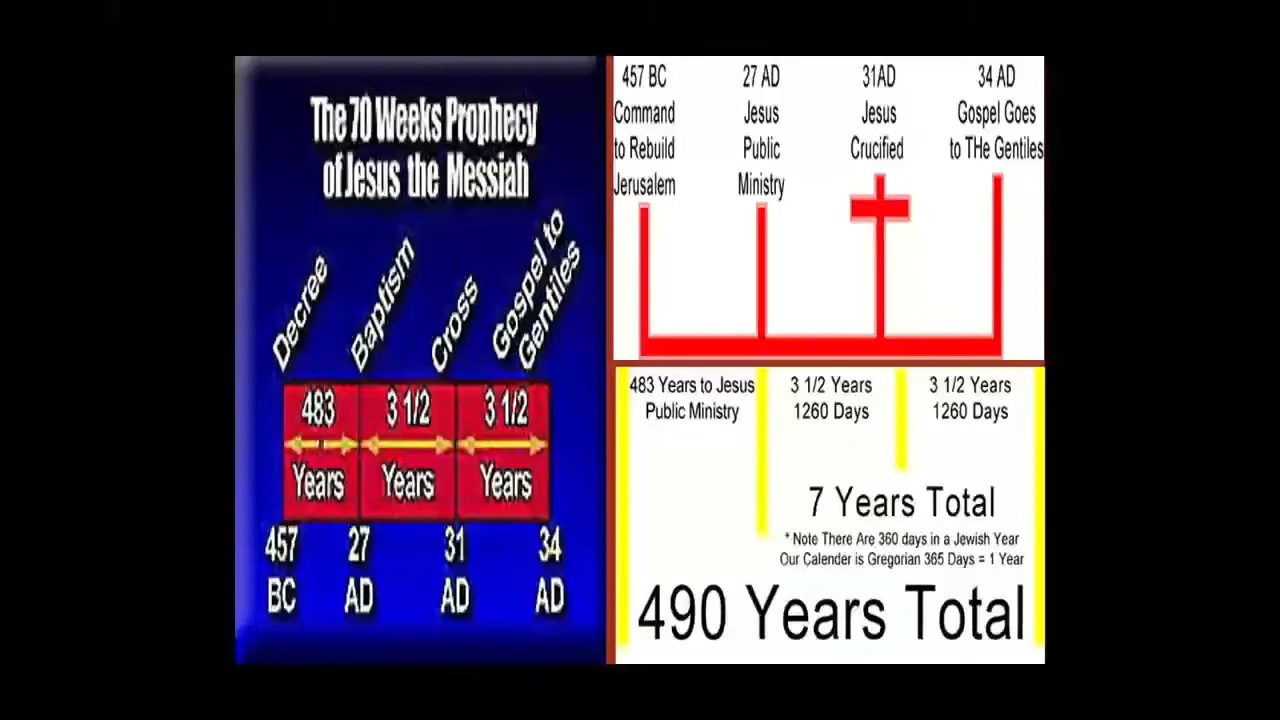 The 70 Weeks Prophecy
of Jesus the Messiah
Decree
Baptism
Cross
Gospel to
Gentiles
483
3 1/2
3 1/2
Years
Years
Years
457
27
31
34
BC
AD
AD
AD
457 BC
Command
to Rebuild
Jerusalem
27 AD
Jesus
Public
Ministry
31AD
Jesus
Crucified
34 AD
Gospel Goes
to THe Gentiles
483 Years to Jesus
Public Ministry
3 1/2 Years
1260 Days
3 1/2 Years
1260 Days
7 Years Total
* Note There Are 360 days in a Jewish Year
Our Calender is Gregorian 365 Days = 1 Year
490 Years Total